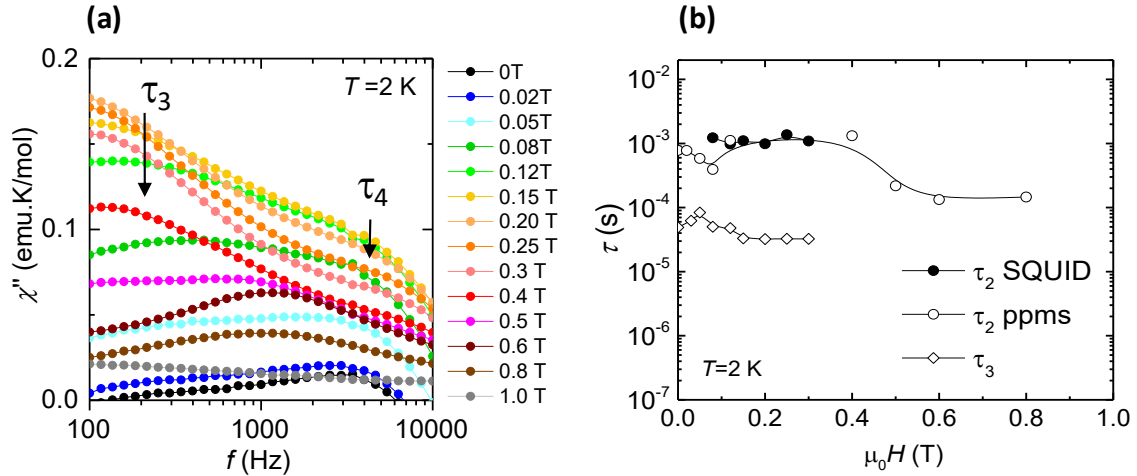 (a)
(b)
0.2
0.1
0.0
χ'' (emu.K/mol)
T =2 K
τ3
τ4
100
1000
10000
f (Hz)
0T
0.02T
0.05T
0.08T
0.12T
0.15 T
0.20 T
0.25 T
0.3 T
0.4 T
0.5 T
0.6 T
0.8 T
1.0 T
10⁻²
10⁻³
10⁻⁴
10⁻⁵
10⁻⁶
10⁻⁷
τ (s)
τ2 SQUID
τ2 ppms
τ3
T=2 K
0.0
0.2
0.4
0.6
0.8
1.0
μ0H (T)